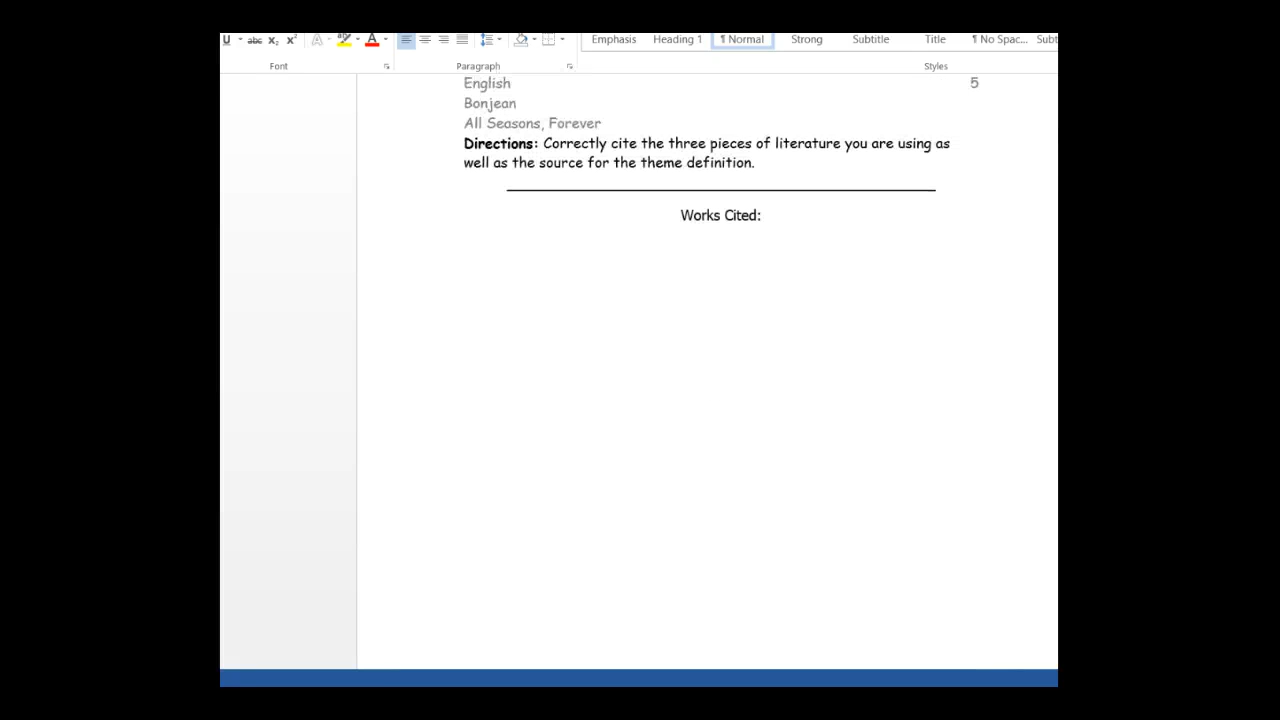 U abc X₂ X² A A Emphasis Heading 1 ¶ Normal Strong Subtitle Title ¶ No Spac...
Font Paragraph Styles
English 5
Bonjean
All Seasons, Forever
Directions: Correctly cite the three pieces of literature you are using as
well as the source for the theme definition.
Works Cited: